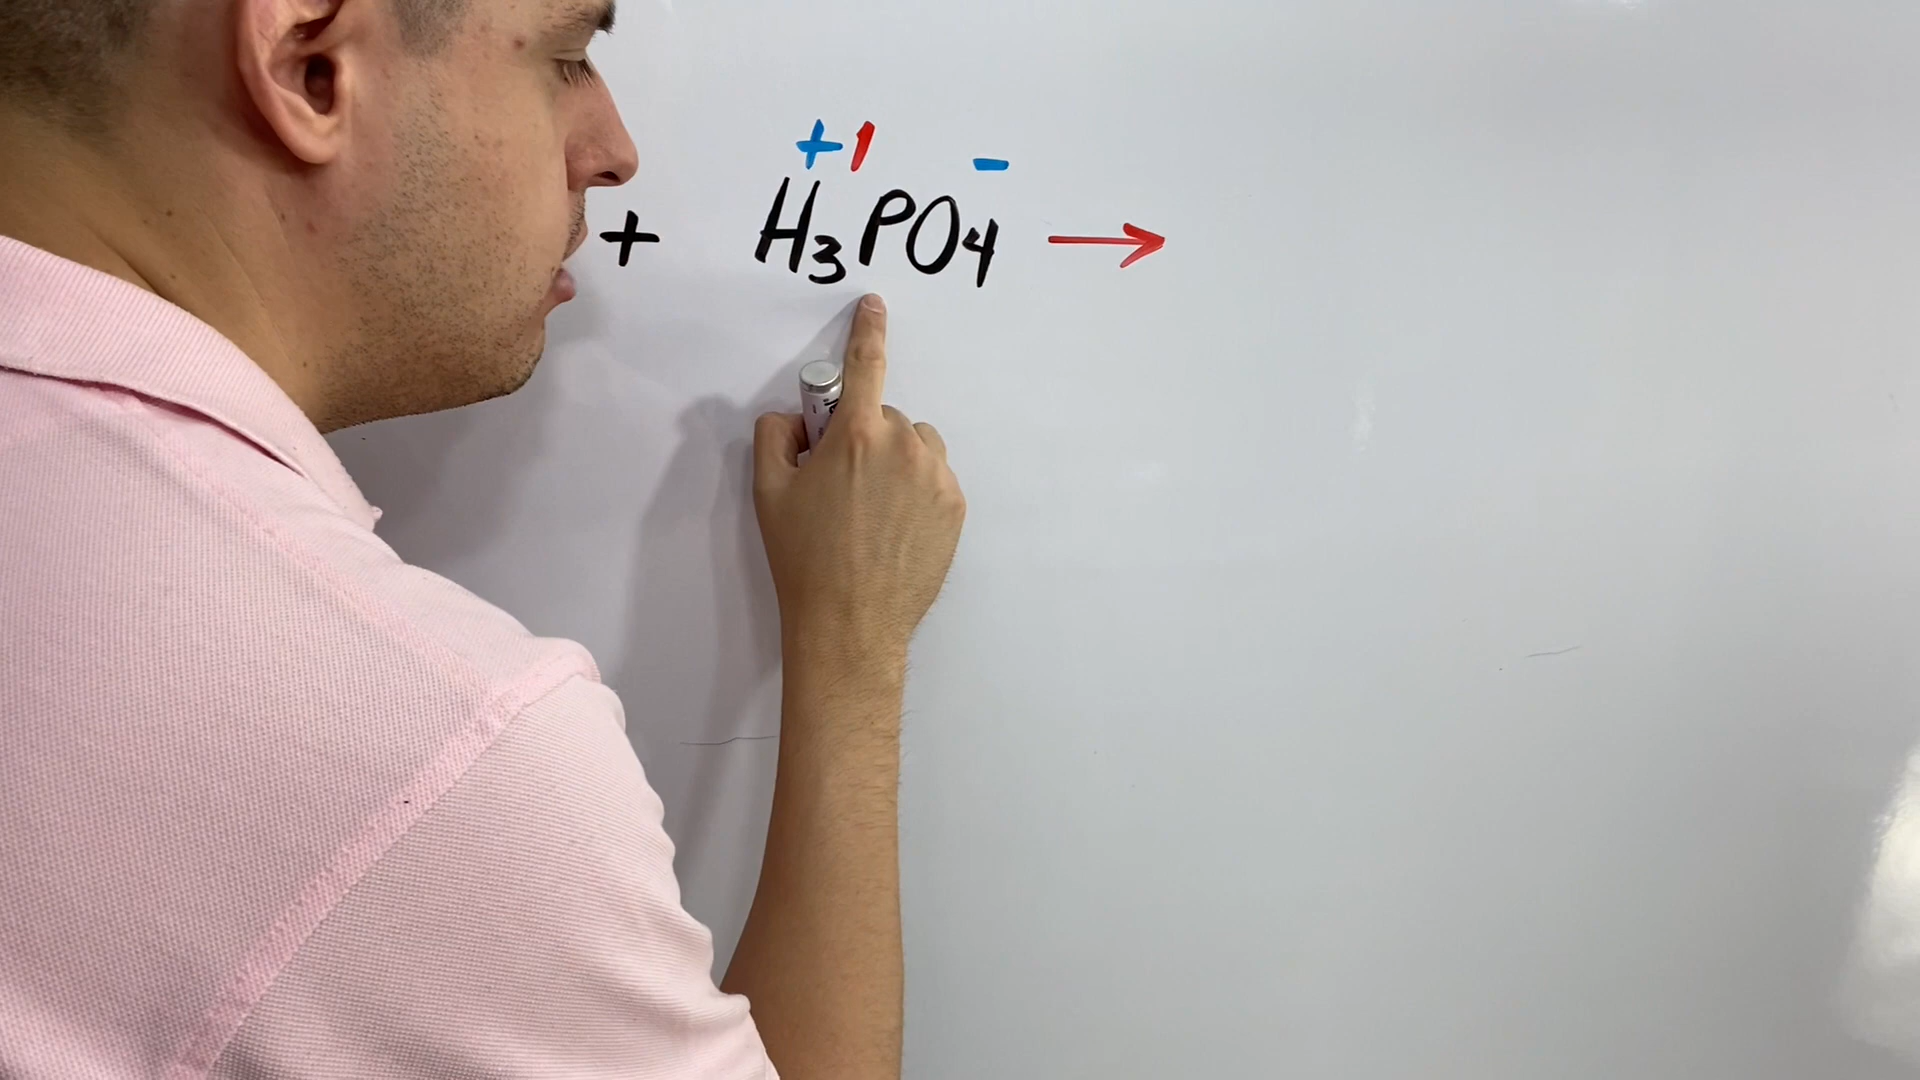 +1 -
+ H₃PO₄ →